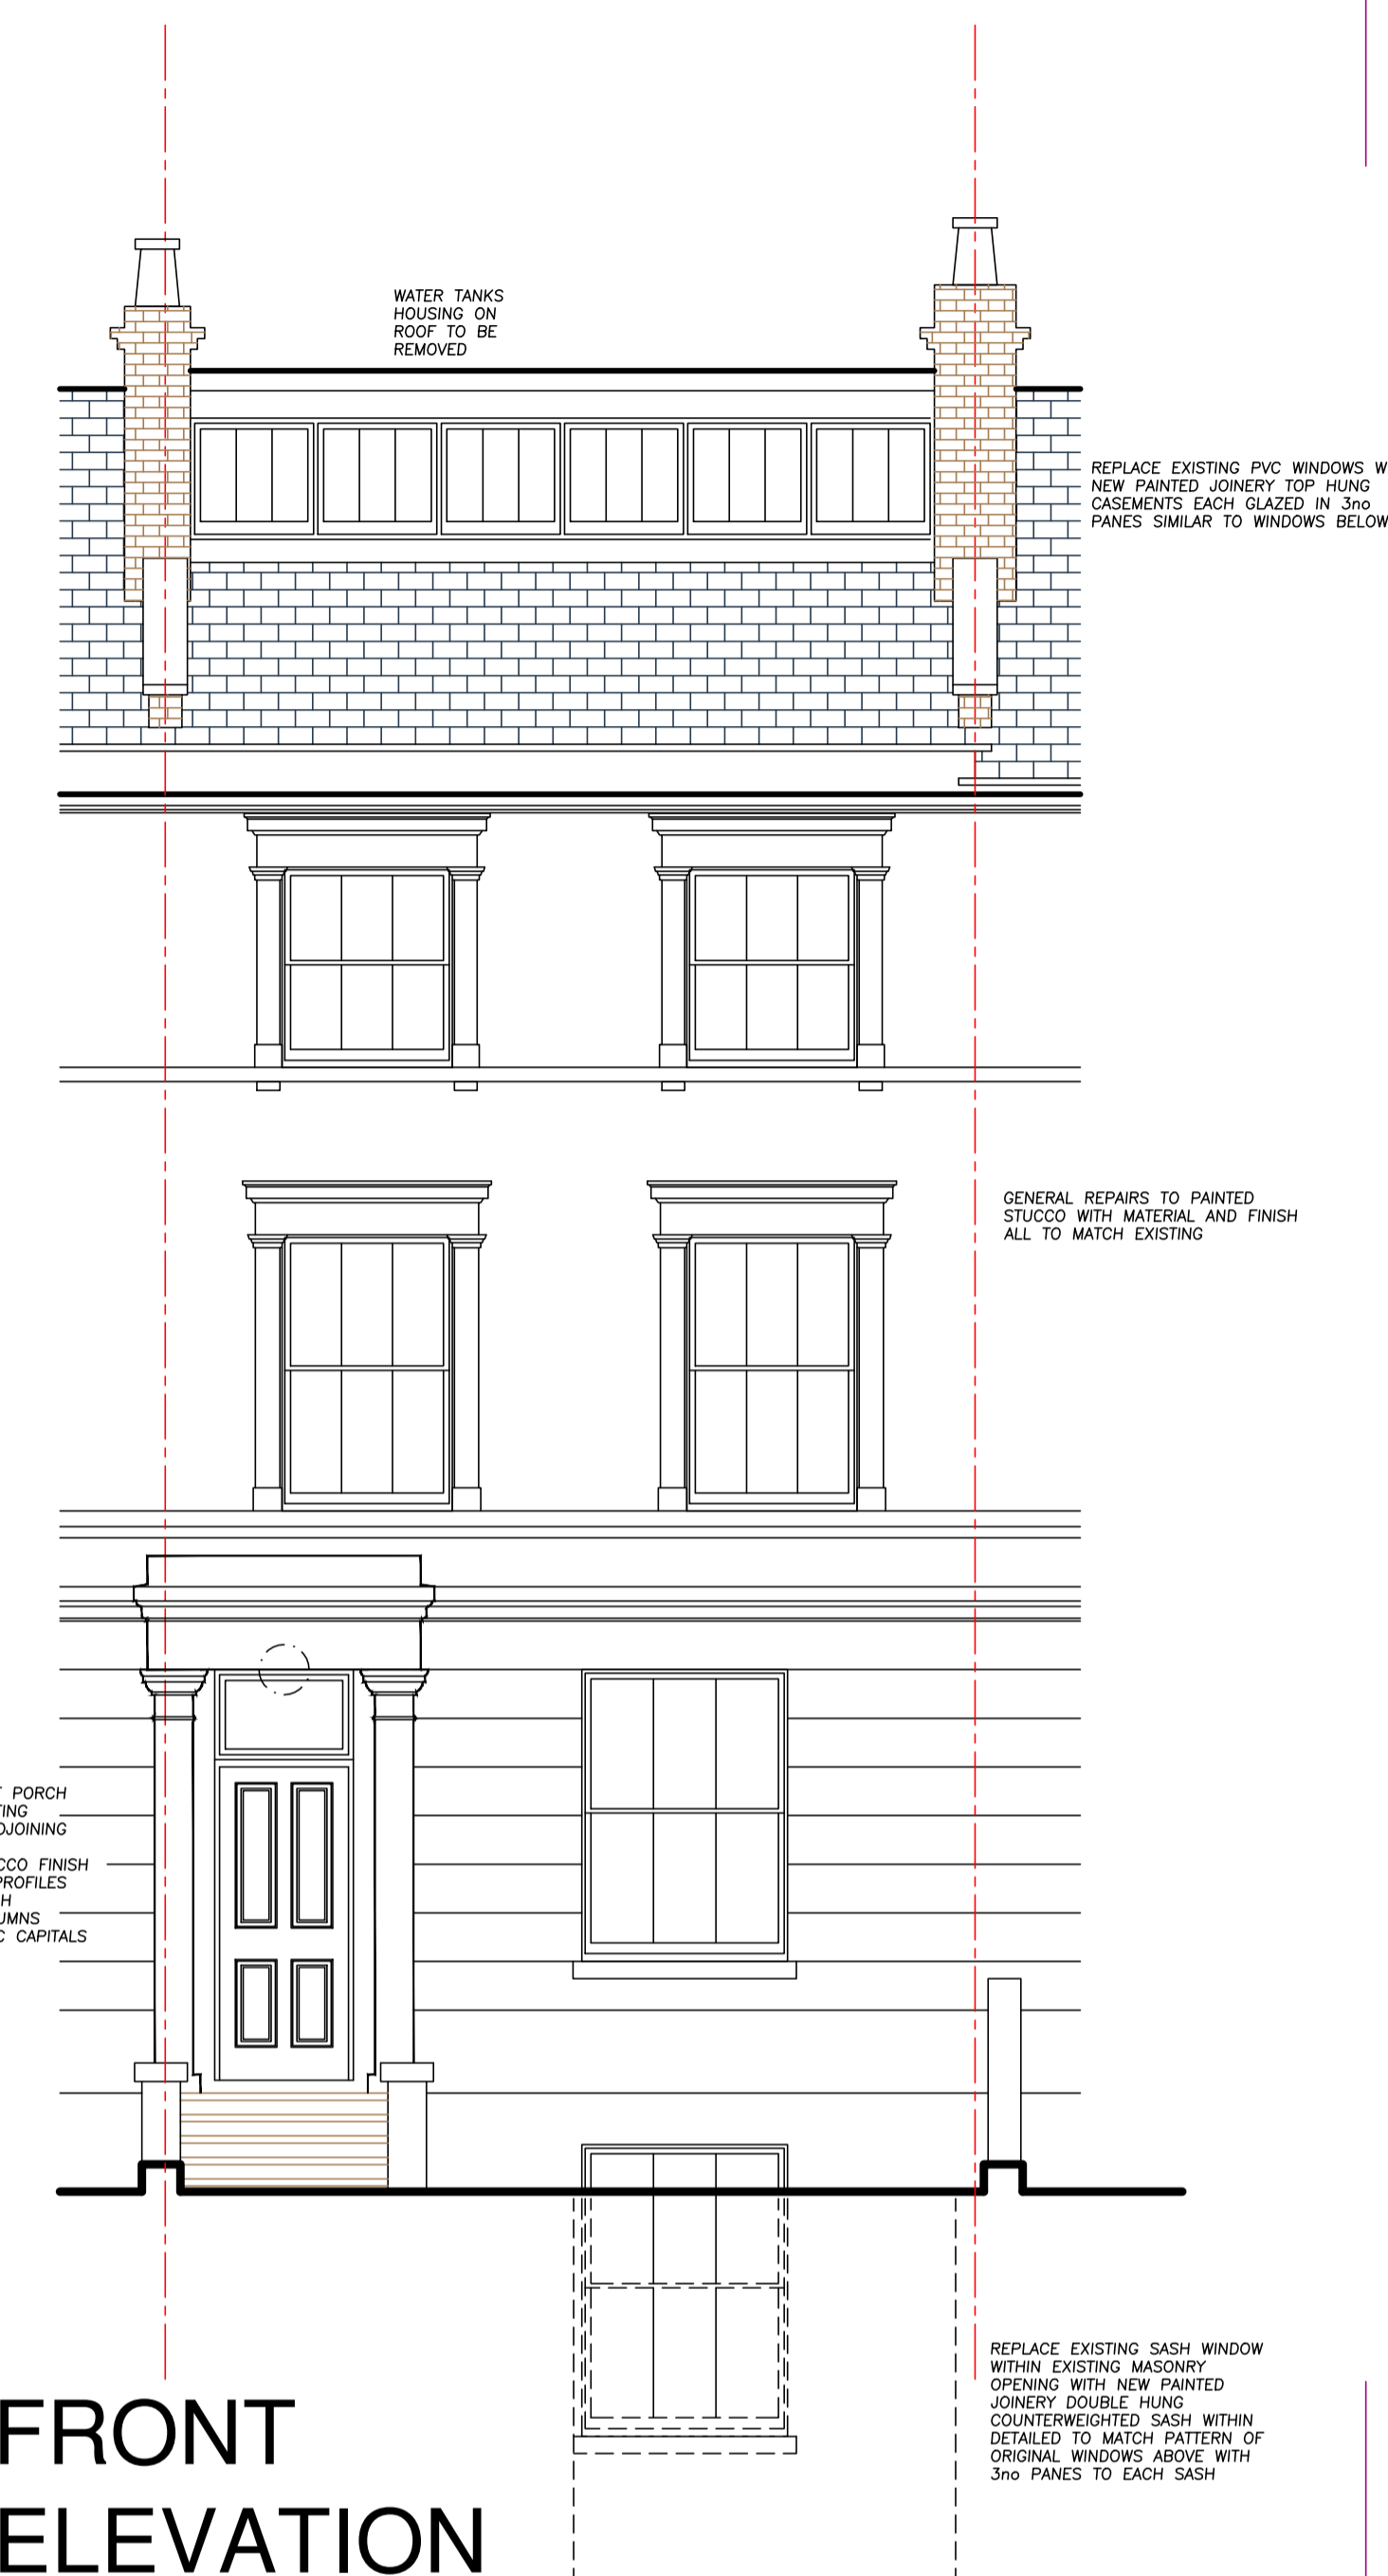 WATER TANKS
HOUSING ON
ROOF TO BE
REMOVED
REPLACE EXISTING PVC WINDOWS W
NEW PAINTED JOINERY TOP HUNG
CASEMENTS EACH GLAZED IN 3no
PANES SIMILAR TO WINDOWS BELOW
GENERAL REPAIRS TO PAINTED
STUCCO WITH MATERIAL AND FINISH
ALL TO MATCH EXISTING
PORCH
TING
DJOINING
CCO FINISH
PROFILES
H
UMNS
C CAPITALS
REPLACE EXISTING SASH WINDOW
WITHIN EXISTING MASONRY
OPENING WITH NEW PAINTED
JOINERY DOUBLE HUNG
COUNTERWEIGHTED SASH WITHIN
DETAILED TO MATCH PATTERN OF
ORIGINAL WINDOWS ABOVE WITH
3no PANES TO EACH SASH
FRONT
ELEVATION